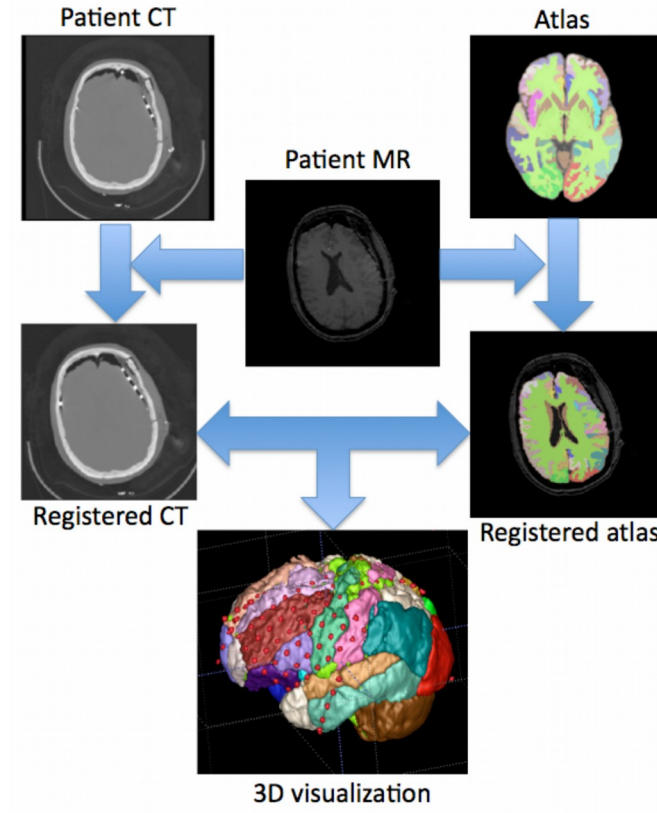 Patient CT
Atlas
Patient MR
Registered CT
Registered atlas
3D visualization